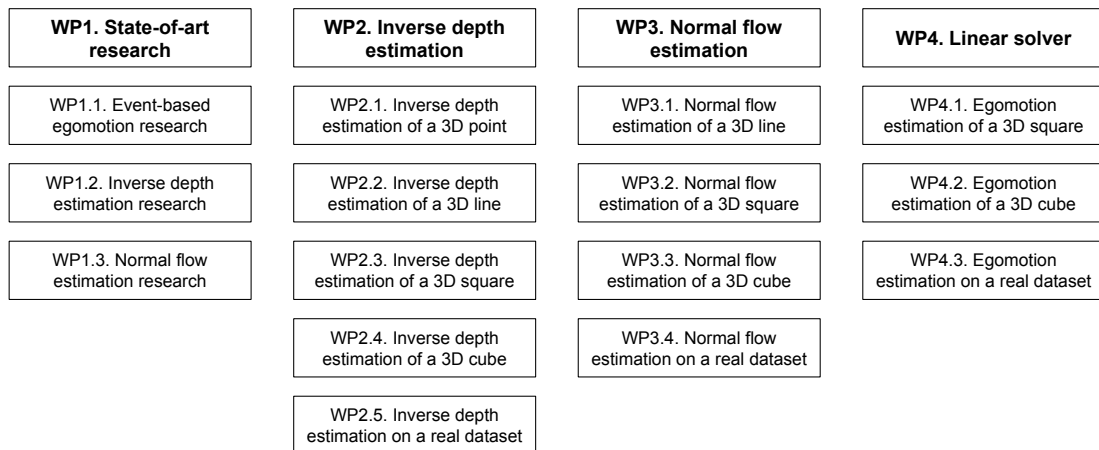 WP1. State-of-art
research
WP1.1. Event-based
egomotion research
WP1.2. Inverse depth
estimation research
WP1.3. Normal flow
estimation research
WP2. Inverse depth
estimation
WP2.1. Inverse depth
estimation of a 3D point
WP2.2. Inverse depth
estimation of a 3D line
WP2.3. Inverse depth
estimation of a 3D square
WP2.4. Inverse depth
estimation of a 3D cube
WP2.5. Inverse depth
estimation on a real dataset
WP3. Normal flow
estimation
WP3.1. Normal flow
estimation of a 3D line
WP3.2. Normal flow
estimation of a 3D square
WP3.3. Normal flow
estimation of a 3D cube
WP3.4. Normal flow
estimation on a real dataset
WP4. Linear solver
WP4.1. Egomotion
estimation of a 3D square
WP4.2. Egomotion
estimation of a 3D cube
WP4.3. Egomotion
estimation on a real dataset